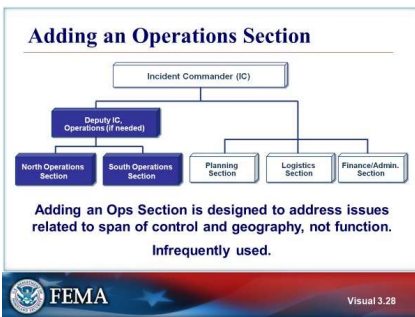 Adding an Operations Section
Incident Commander (IC)
Deputy IC,
Operations (if needed)
North Operations
Section
South Operations
Section
Planning
Section
Logistics
Section
Finance/Admin.
Section
Adding an Ops Section is designed to address issues
related to span of control and geography, not function.
Infrequently used.
FEMA
Visual 3.28